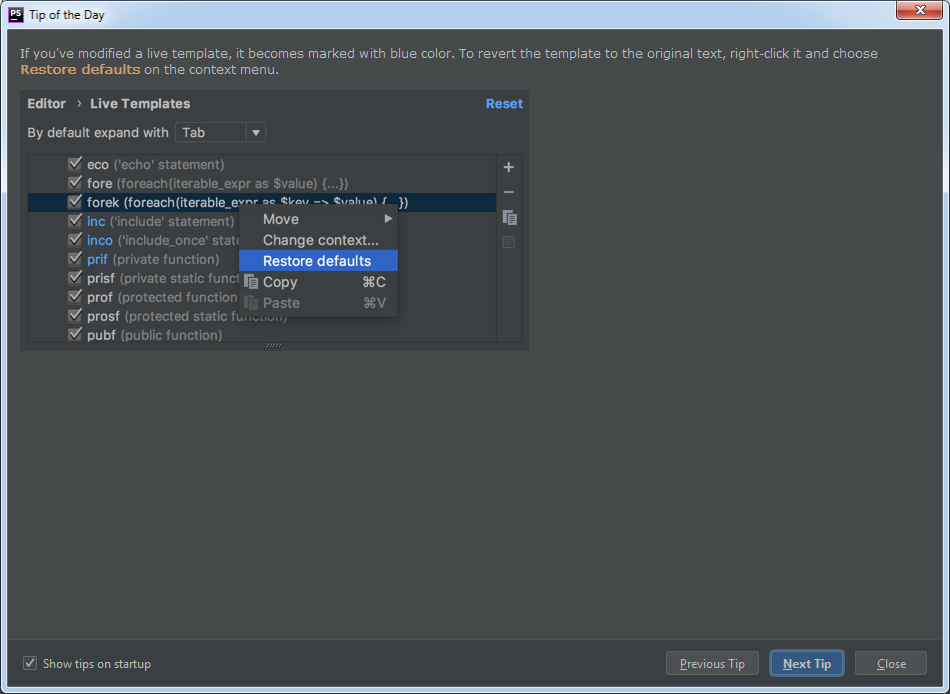 PS Tip of the Day
If you've modified a live template, it becomes marked with blue color. To revert the template to the original text, right-click it and choose
Restore defaults on the context menu.
Editor › Live Templates Reset
By default expand with Tab
eco ('echo' statement)
fore (foreach(iterable_expr as $value) {...})
forek (foreach(iterable_expr as $key => $value) {...})
inc ('include' statement)
Move
inco ('include_once' state
Change context...
prif (private function)
Restore defaults
prisf (private static funct
Copy ⌘C
prof (protected function
Paste ⌘V
prosf (protected static function)
pubf (public function)
Show tips on startup
Previous Tip Next Tip Close